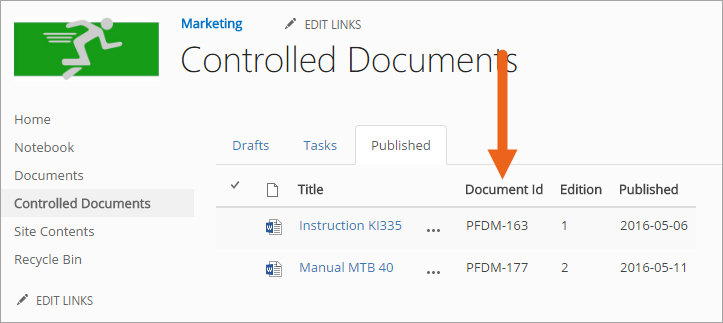 Marketing EDIT LINKS
Controlled Documents
Home
Notebook
Documents
Controlled Documents
Site Contents
Recycle Bin
EDIT LINKS
Drafts Tasks Published
Title Document Id Edition Published
Instruction KI335 ... PFDM-163 1 2016-05-06
Manual MTB 40 ... PFDM-177 2 2016-05-11